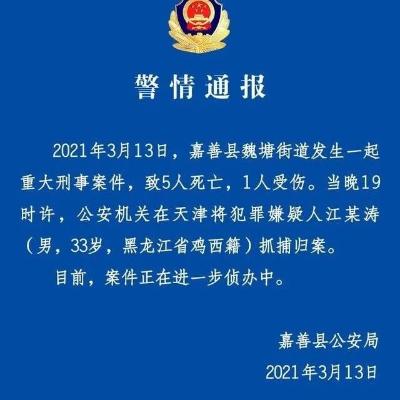 警情通报
2021年3月13日，嘉善县魏塘街道发生一起
重大刑事案件，致5人死亡，1人受伤。当晚19
时许，公安机关在天津将犯罪嫌疑人江某涛
（男，33岁，黑龙江省鸡西籍）抓捕归案。
目前，案件正在进一步侦办中。
嘉善县公安局
2021年3月13日